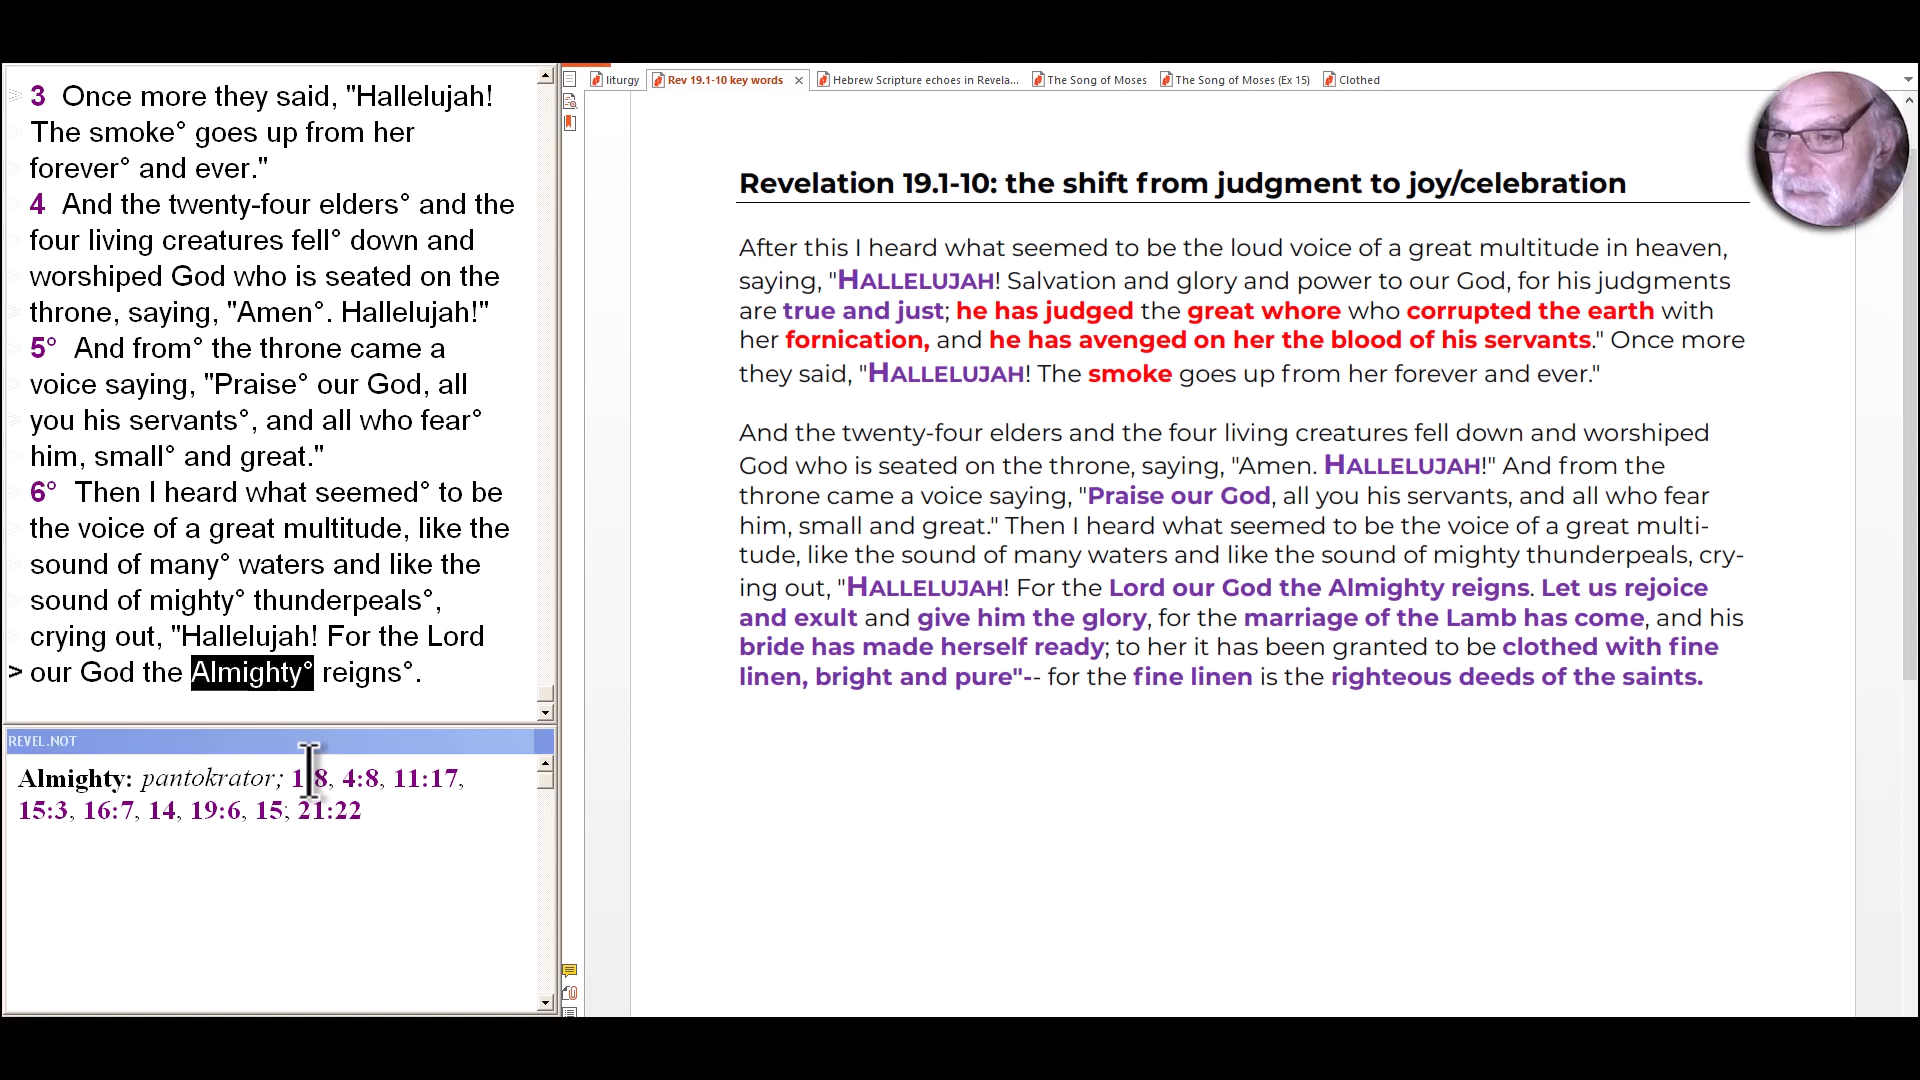 3 Once more they said, "Hallelujah!
The smoke° goes up from her
forever° and ever."
4 And the twenty-four elders° and the
four living creatures fell° down and
worshiped God who is seated on the
throne, saying, "Amen°. Hallelujah!"
5° And from° the throne came a
voice saying, "Praise° our God, all
you his servants°, and all who fear°
him, small° and great."
6° Then I heard what seemed° to be
the voice of a great multitude, like the
sound of many° waters and like the
sound of mighty° thunderpeals°,
crying out, "Hallelujah! For the Lord
> our God the Almighty° reigns°.
REVEL.NOT
Almighty: pantokrator; 1:8, 4:8, 11:17,
15:3, 16:7, 14, 19:6, 15; 21:22
liturgy Rev 19.1-10 key words × Hebrew Scripture echoes in Revela... The Song of Moses The Song of Moses (Ex 15) Clothed
Revelation 19.1-10: the shift from judgment to joy/celebration
After this I heard what seemed to be the loud voice of a great multitude in heaven,
saying, "HALLELUJAH! Salvation and glory and power to our God, for his judgments
are true and just; he has judged the great whore who corrupted the earth with
her fornication, and he has avenged on her the blood of his servants." Once more
they said, "HALLELUJAH! The smoke goes up from her forever and ever."
And the twenty-four elders and the four living creatures fell down and worshiped
God who is seated on the throne, saying, "Amen. HALLELUJAH!" And from the
throne came a voice saying, "Praise our God, all you his servants, and all who fear
him, small and great." Then I heard what seemed to be the voice of a great multi-
tude, like the sound of many waters and like the sound of mighty thunderpeals, cry-
ing out, "HALLELUJAH! For the Lord our God the Almighty reigns. Let us rejoice
and exult and give him the glory, for the marriage of the Lamb has come, and his
bride has made herself ready; to her it has been granted to be clothed with fine
linen, bright and pure"-- for the fine linen is the righteous deeds of the saints.